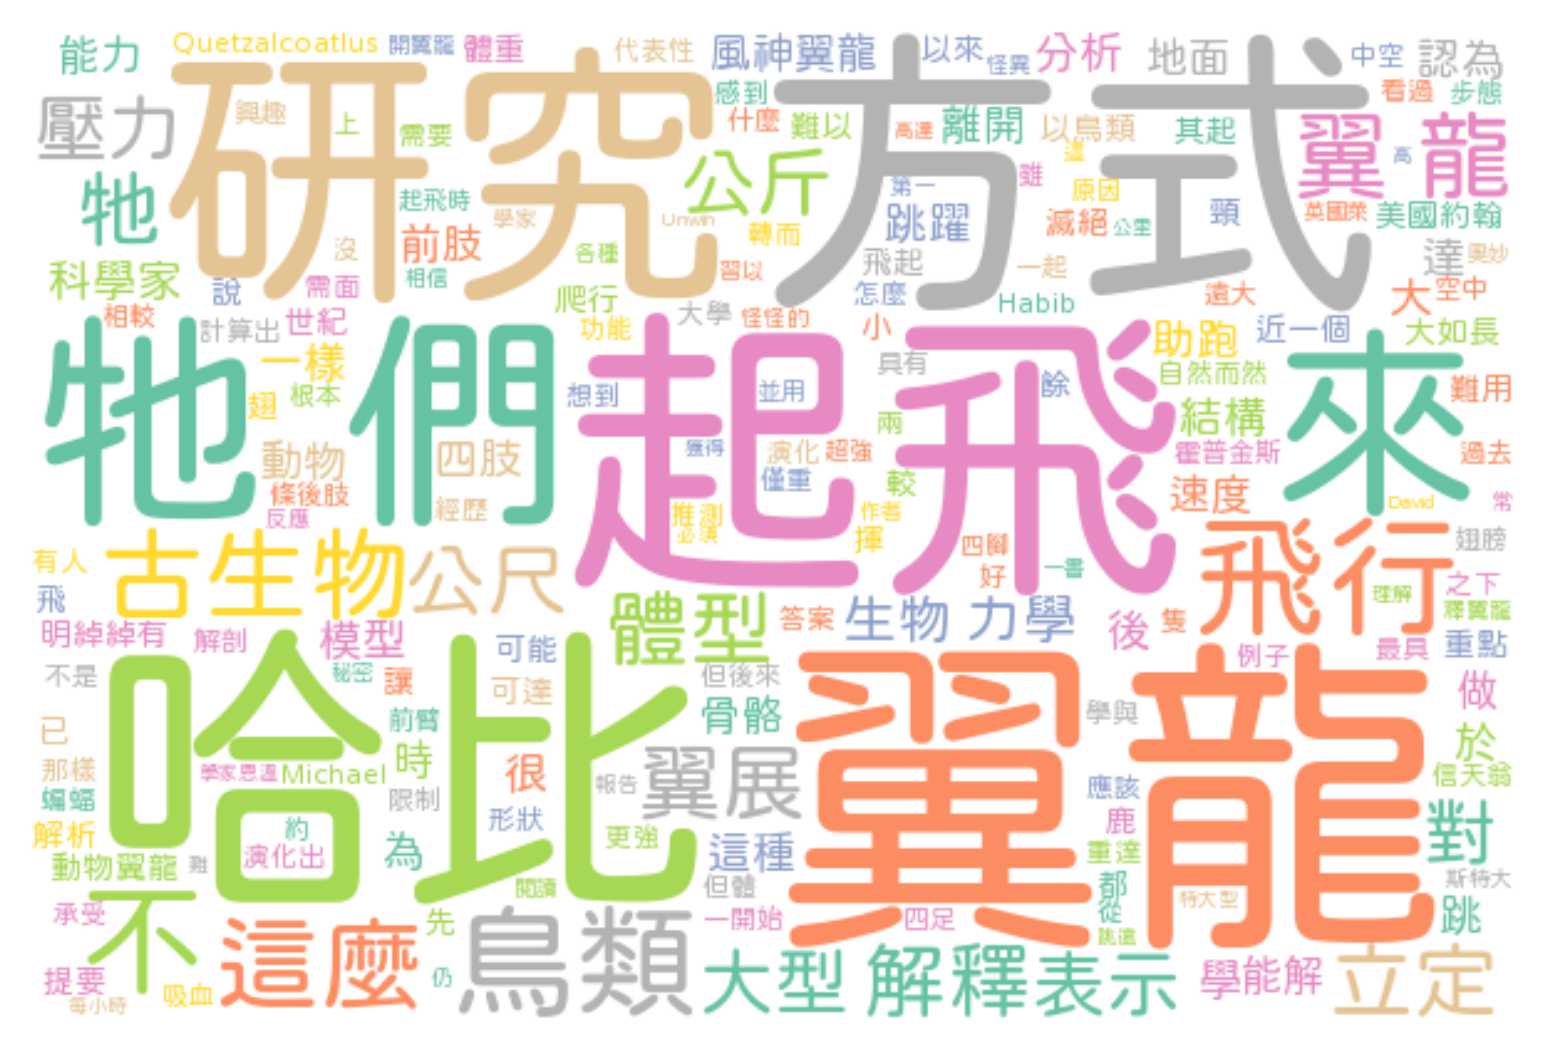 能力 Quetzalcoatlus 開翼龍 體重 代表性 風神翼龍 以來 怪異 分析 地面 中空 認為
壓力 研究 興趣 上 需要 感到 什麼 難以 方式 高達 離開 以鳥類 其起 看過 步態
牠 起飛時 學家 公斤 Unwin 第一 跳躍 雖 這 原因 滅絕 頸 翼龍 高 英國萊 美國約翰
科學家 說 沒 需面 前肢 相信 各種 習以 轉而 飛起 怎麼 一起 公里 達 奧妙
相較 計算出 世紀 爬行 功能 大學 怪怪的 小 Habib 遠大 近一個 大 空中 大如長
牠們 一樣 翅 根本 想到 起飛 並用 具有 餘 助跑 自然而然 來 難用
動物 四肢 獲得 演化 超強 兩 結構 霍普金斯 過去
條後肢 反應 經歷 推測 必須 僅重 較 作者 速度 David 常
有人 古生物 公尺 揮 四腳 好 一書 飛行 翅膀
飛 明綽綽有 解剖 模型 可能 體型 答案 生物 力學 後 隻 例子 理解 之下 釋翼龍 最具 重點
不是 哈比 秘密 讓 可達 但後來 骨骼 翼龍 學與 做
已 那樣 蝙蝠 學家恩溫 Michael 前臂 時 限制 很 形狀 報告 翼展 應該 於 信天翁
解析 動物翼龍 約 演化出 難 為 更強 閱讀 這種 但體 鹿 重達 都 從 對 斯特大
承受 不 提要 每小時 吸血 這麼 先 仍 鳥類 一開始 四足 跳遠 特大型 跳
大型 解釋 表示 學能解 立定